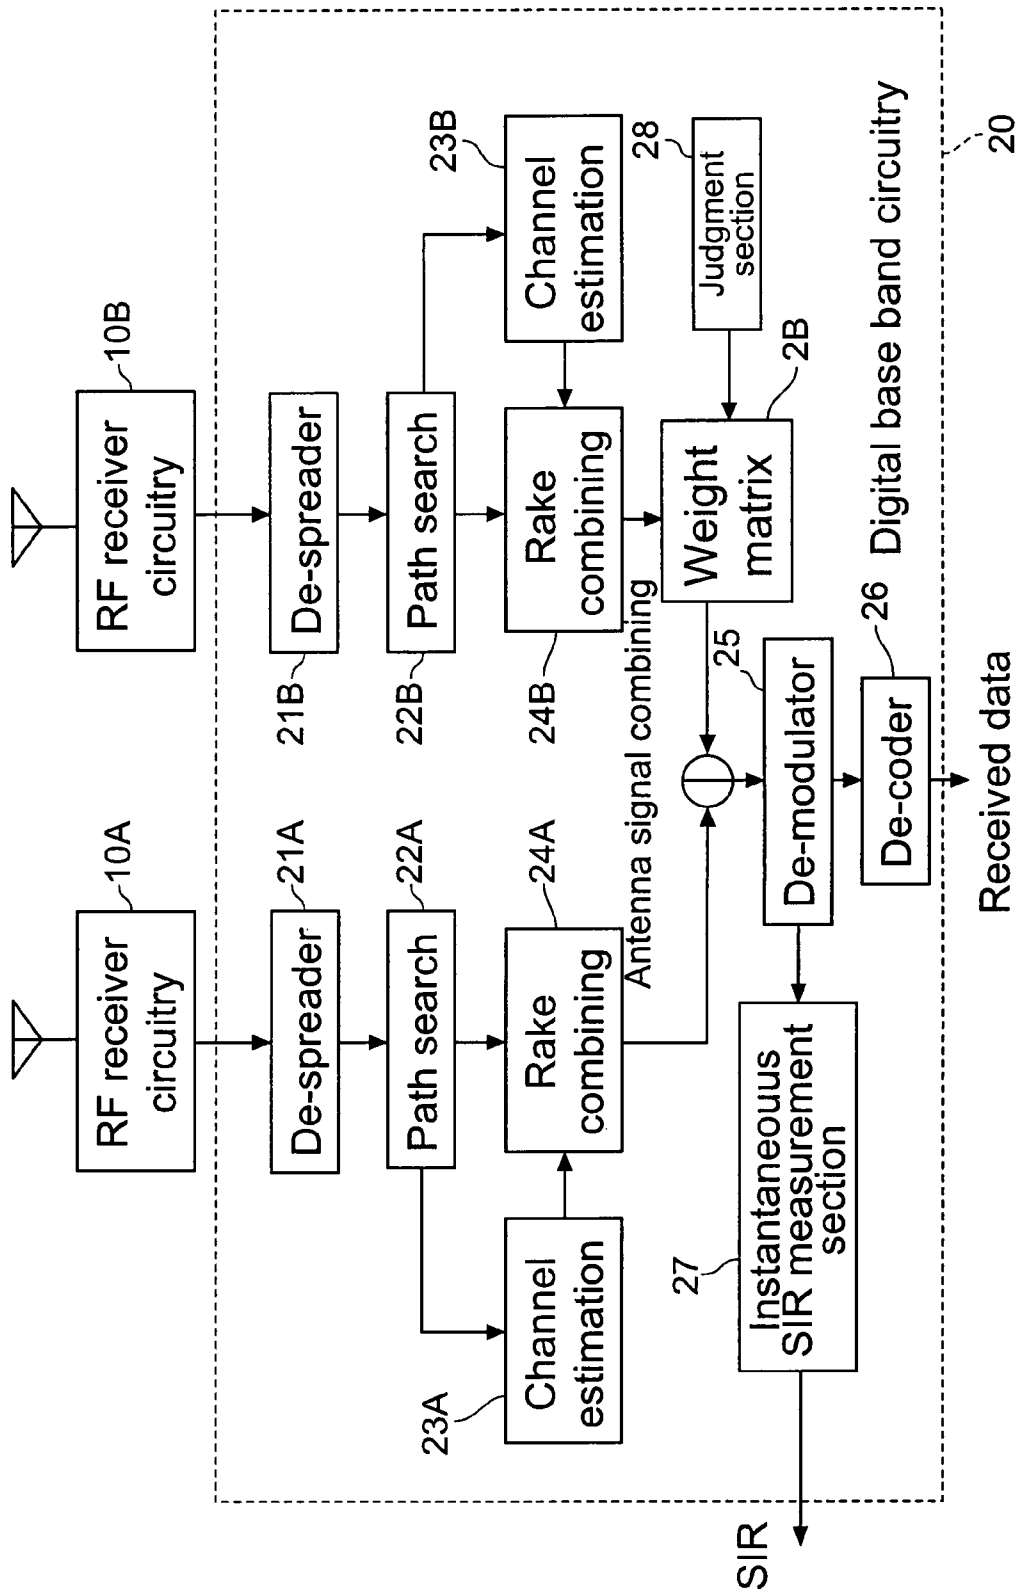 RF receiver
circuitry
10A
RF receiver
circuitry
10B
De-spreader
21A
De-spreader
21B
Path search
22A
Path search
22B
Channel
estimation
23A
Rake
combining
24A
Rake
combining
24B
Channel
estimation
23B
Antenna signal combining
Weight
matrix
2B
Judgment
section
28
De-modulator
25
Instantaneouus
SIR measurement
section
27
De-coder
26
Digital base band circuitry
20
SIR
Received data